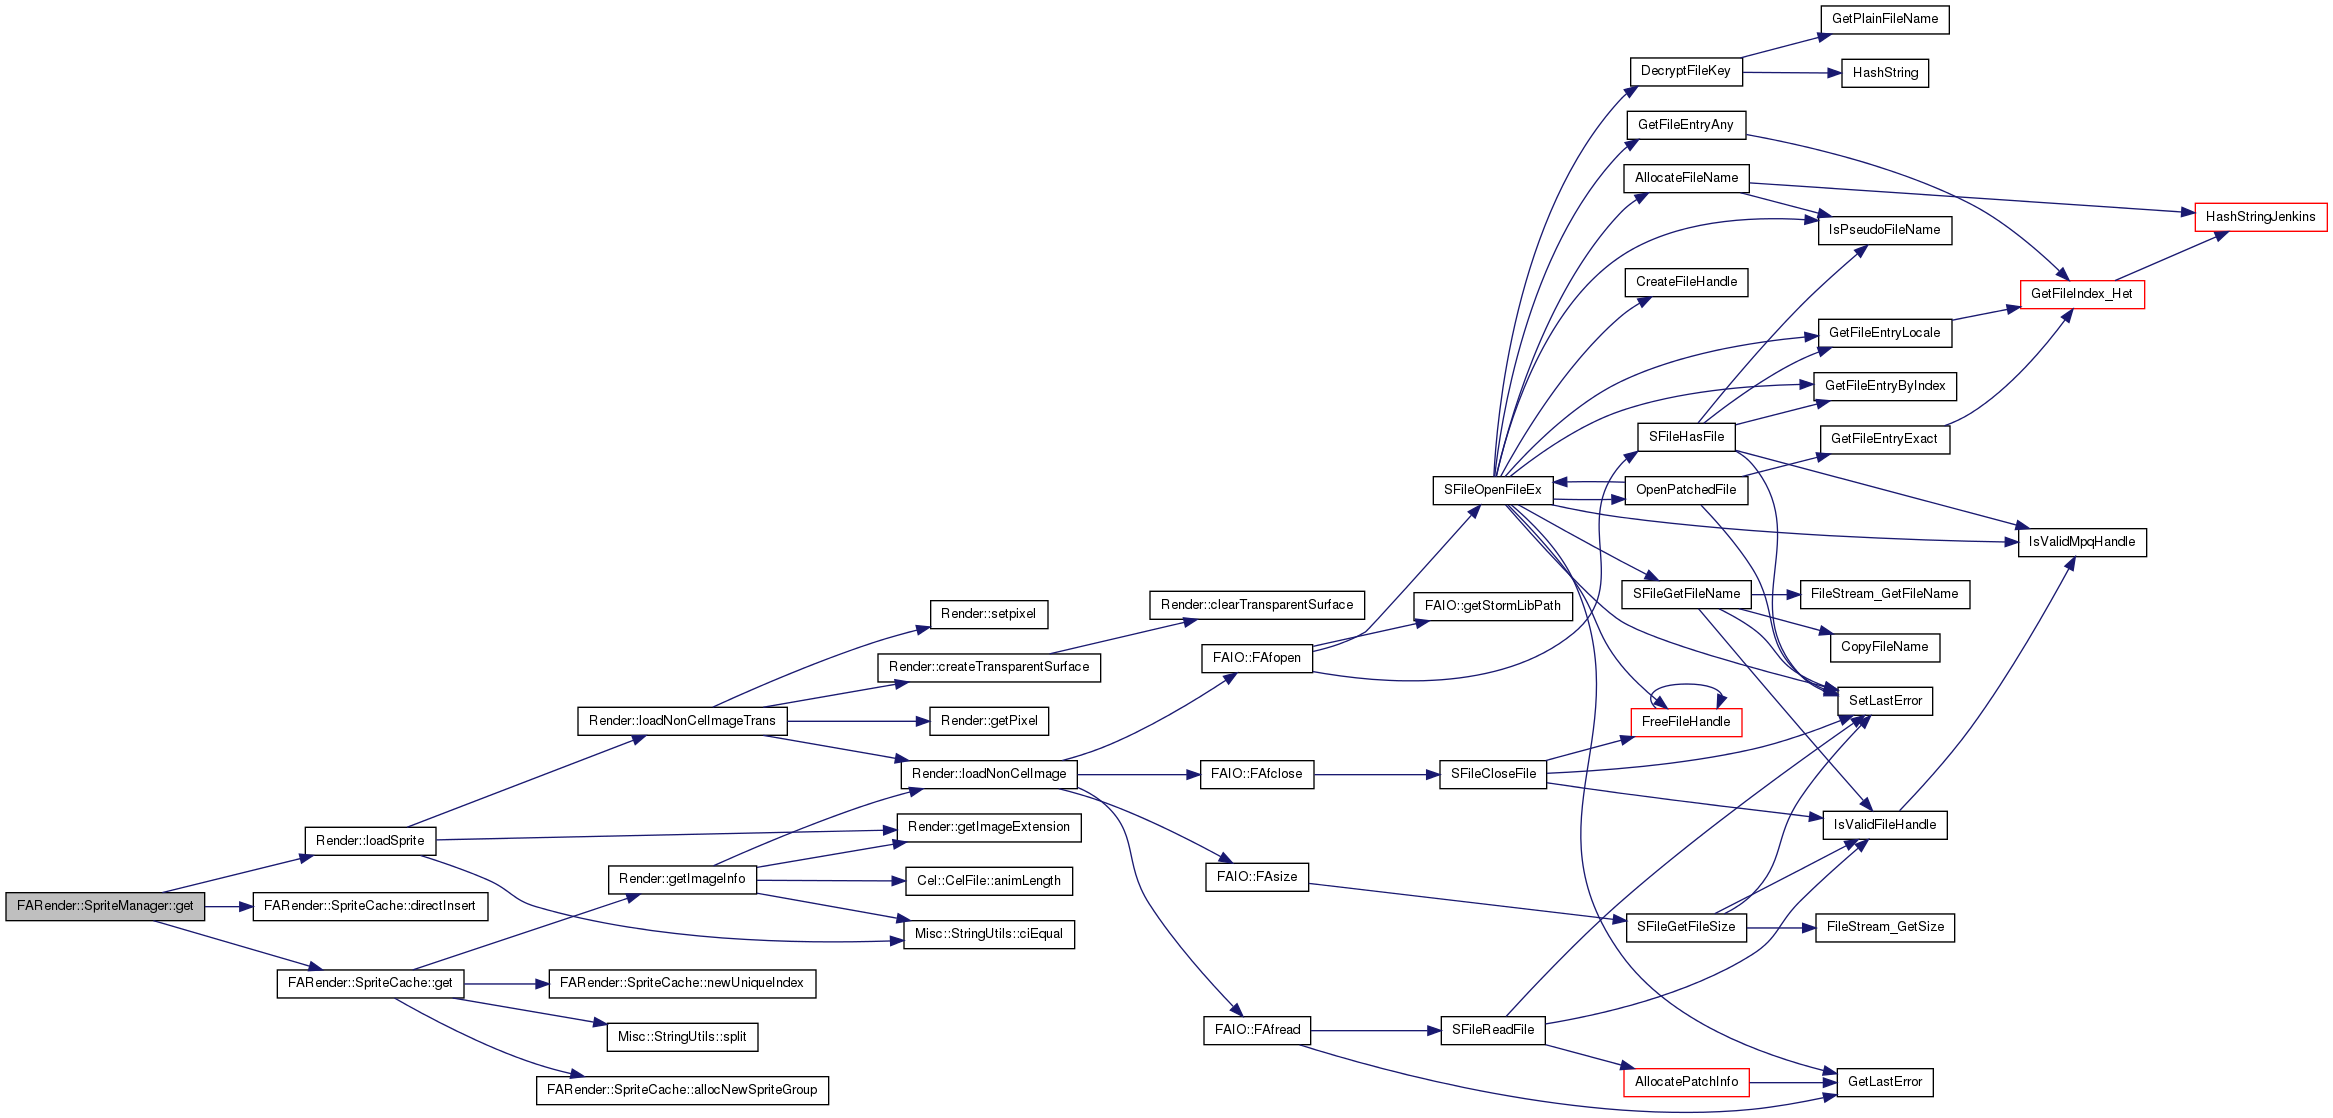 FARender::SpriteManager::get
Render::loadSprite
FARender::SpriteCache::directInsert
FARender::SpriteCache::get
Render::loadNonCelImageTrans
Render::getImageInfo
FARender::SpriteCache::newUniqueIndex
Misc::StringUtils::split
FARender::SpriteCache::allocNewSpriteGroup
Render::setpixel
Render::createTransparentSurface
Render::getPixel
Render::loadNonCelImage
Render::getImageExtension
Cel::CelFile::animLength
Misc::StringUtils::ciEqual
Render::clearTransparentSurface
FAIO::FAfopen
FAIO::FAfclose
FAIO::FAsize
FAIO::FAfread
SFileOpenFileEx
FAIO::getStormLibPath
SFileCloseFile
SFileReadFile
DecryptFileKey
GetFileEntryAny
AllocateFileName
CreateFileHandle
SFileHasFile
OpenPatchedFile
SFileGetFileName
FreeFileHandle
SFileGetFileSize
AllocatePatchInfo
GetPlainFileName
HashString
IsPseudoFileName
GetFileEntryLocale
GetFileEntryByIndex
GetFileEntryExact
FileStream_GetFileName
CopyFileName
SetLastError
IsValidFileHandle
FileStream_GetSize
GetLastError
GetFileIndex_Het
IsValidMpqHandle
HashStringJenkins